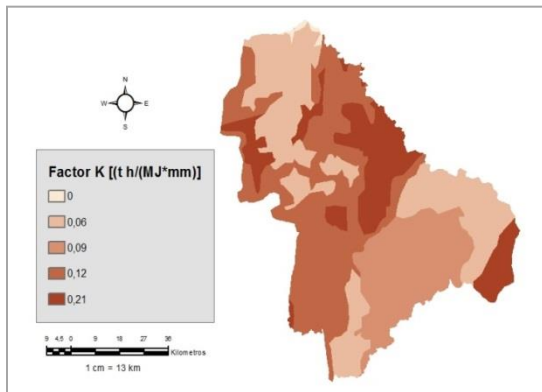 N
W E
S
Factor K [(t h/(MJ*mm)]
0
0,06
0,09
0,12
0,21
9 4,5 0 9 18 27 36
Kilometros
1 cm = 13 km